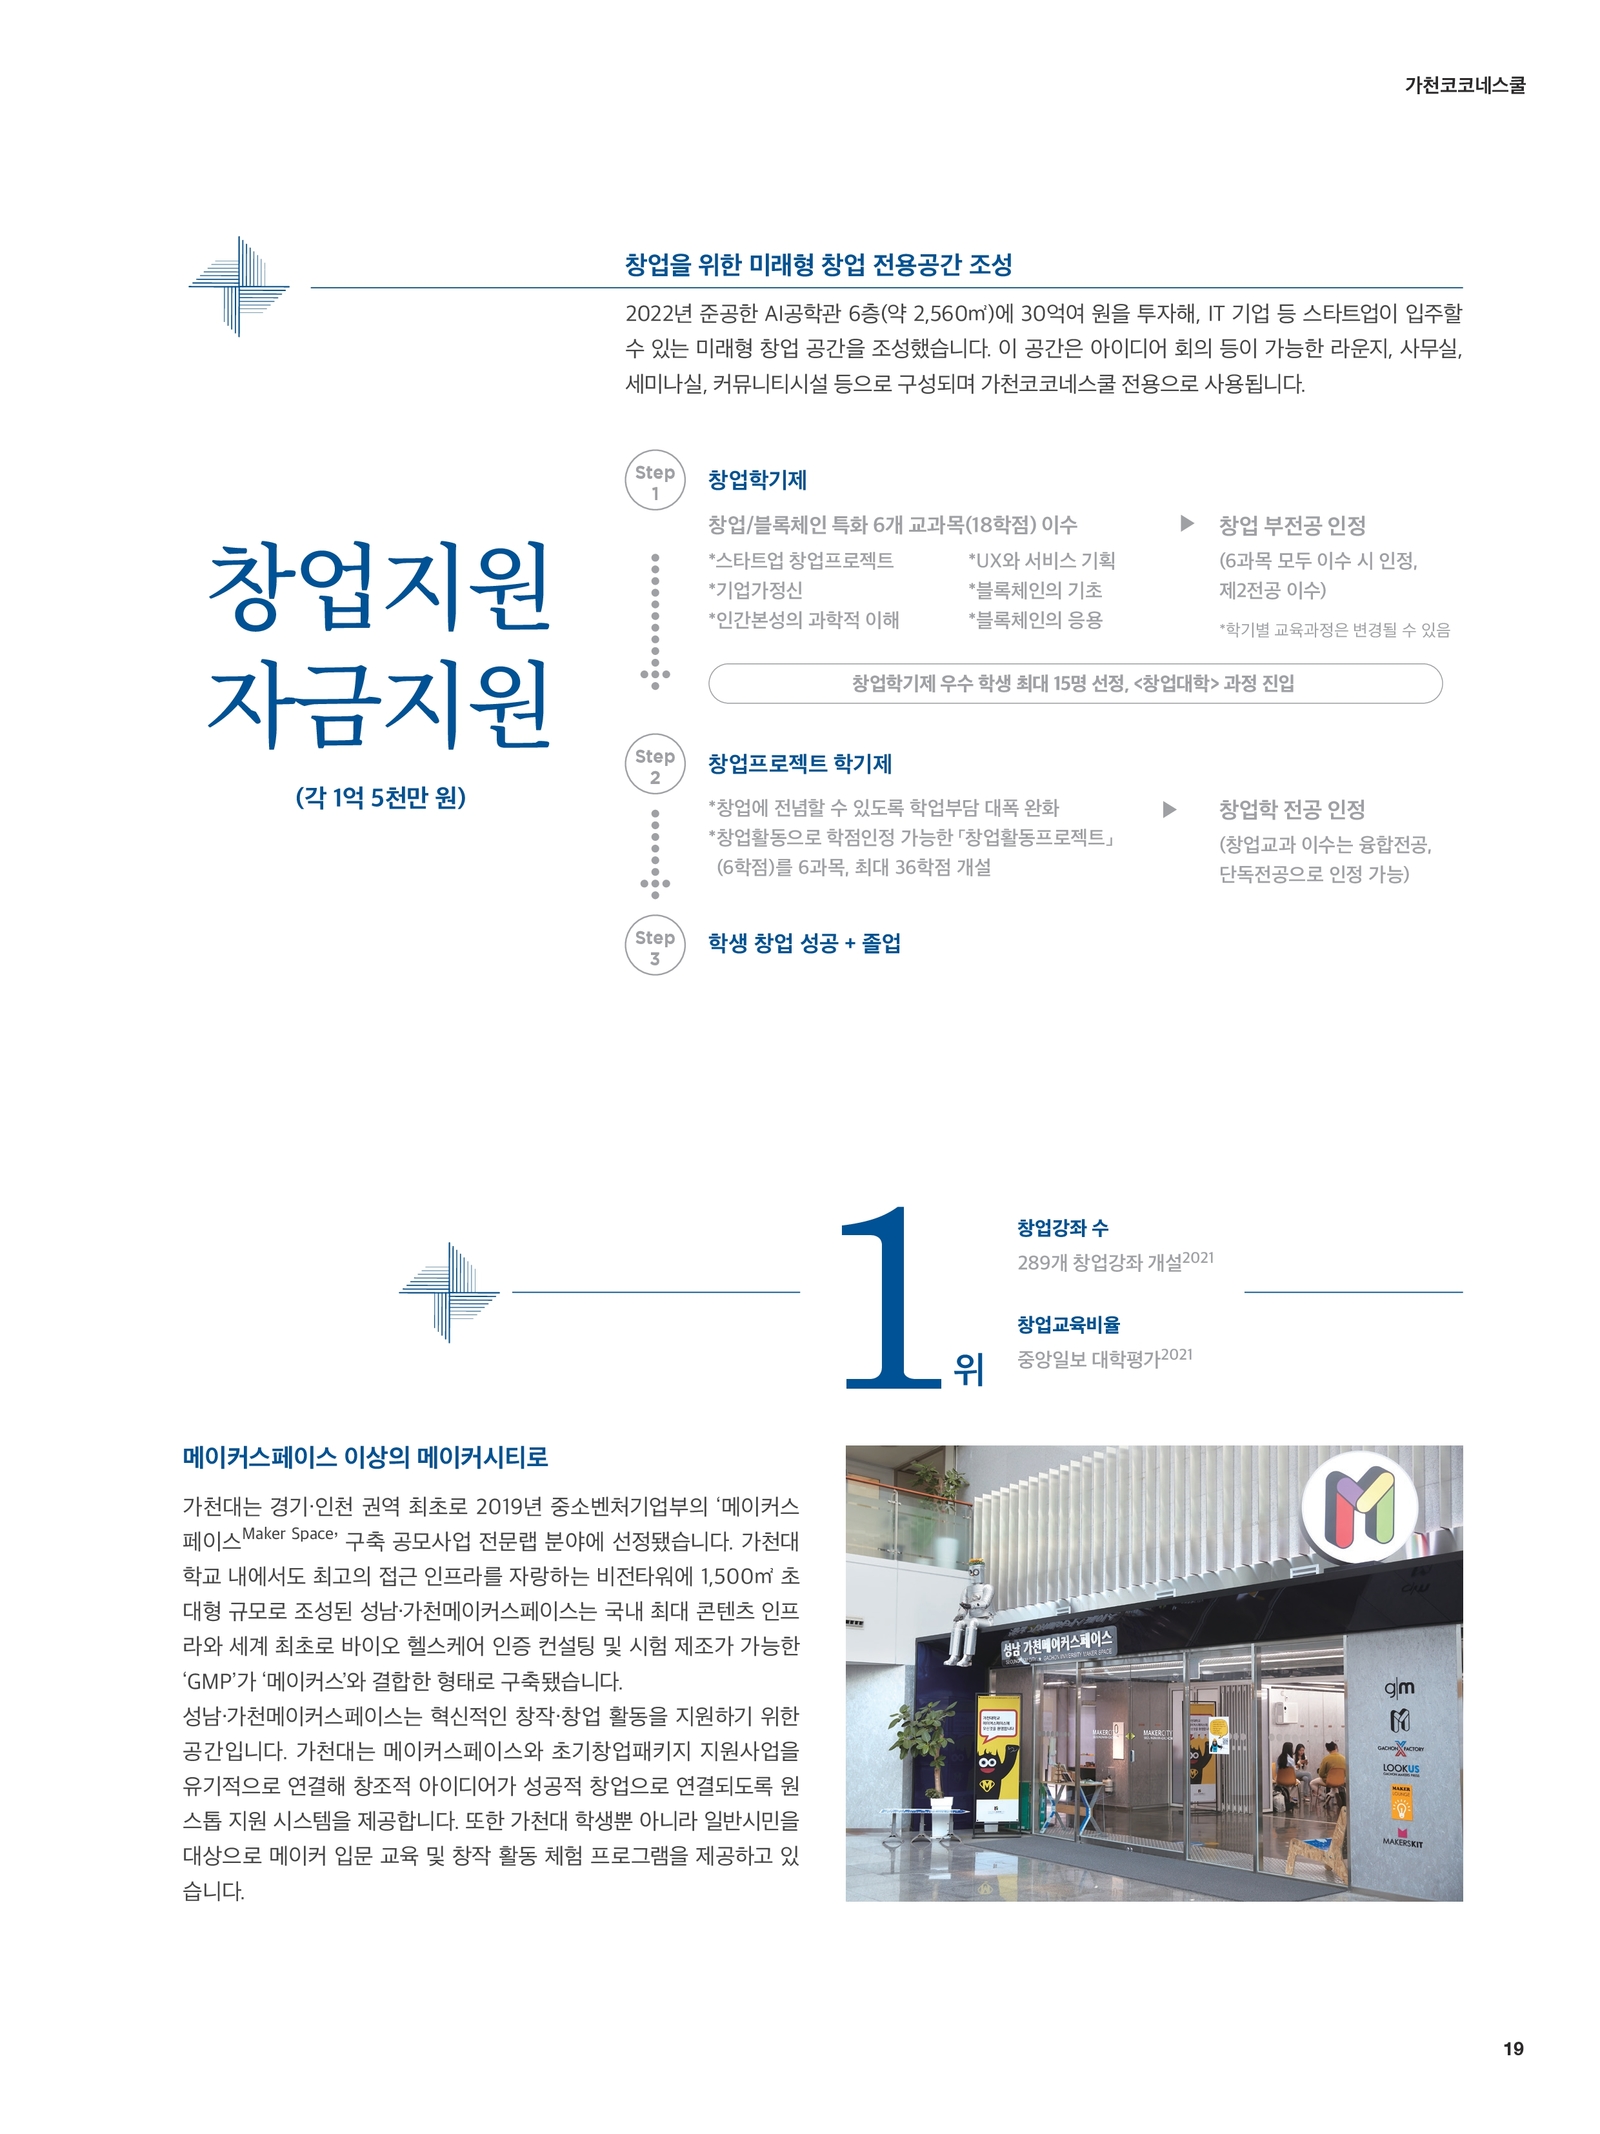 가천코코네스쿨
창업을 위한 미래형 창업 전용공간 조성
2022년 준공한 AI공학관 6층(약 2,560㎡)에 30억여 원을 투자해, IT 기업 등 스타트업이 입주할
수 있는 미래형 창업 공간을 조성했습니다. 이 공간은 아이디어 회의 등이 가능한 라운지, 사무실,
세미나실, 커뮤니티시설 등으로 구성되며 가천코코네스쿨 전용으로 사용됩니다.
창업지원
자금지원
(각 1억 5천만 원)
Step
1
창업학기제
창업/블록체인 특화 6개 교과목(18학점) 이수
*스타트업 창업프로젝트
*기업가정신
*인간본성의 과학적 이해
*UX와 서비스 기획
*블록체인의 기초
*블록체인의 응용
▶ 창업 부전공 인정
(6과목 모두 이수 시 인정,
제2전공 이수)
*학기별 교육과정은 변경될 수 있음
창업학기제 우수 학생 최대 15명 선정, <창업대학> 과정 진입
Step
2
창업프로젝트 학기제
*창업에 전념할 수 있도록 학업부담 대폭 완화
*창업활동으로 학점인정 가능한 「창업활동프로젝트」
(6학점)를 6과목, 최대 36학점 개설
▶ 창업학 전공 인정
(창업교과 이수는 융합전공,
단독전공으로 인정 가능)
Step
3
학생 창업 성공 + 졸업
1위
창업강좌 수
289개 창업강좌 개설2021
창업교육비율
중앙일보 대학평가2021
메이커스페이스 이상의 메이커시티로
가천대는 경기·인천 권역 최초로 2019년 중소벤처기업부의 ‘메이커스
페이스Maker Space’ 구축 공모사업 전문랩 분야에 선정됐습니다. 가천대
학교 내에서도 최고의 접근 인프라를 자랑하는 비전타워에 1,500㎡ 초
대형 규모로 조성된 성남·가천메이커스페이스는 국내 최대 콘텐츠 인프
라와 세계 최초로 바이오 헬스케어 인증 컨설팅 및 시험 제조가 가능한
‘GMP’가 ‘메이커스’와 결합한 형태로 구축됐습니다.
성남·가천메이커스페이스는 혁신적인 창작·창업 활동을 지원하기 위한
공간입니다. 가천대는 메이커스페이스와 초기창업패키지 지원사업을
유기적으로 연결해 창조적 아이디어가 성공적 창업으로 연결되도록 원
스톱 지원 시스템을 제공합니다. 또한 가천대 학생뿐 아니라 일반시민을
대상으로 메이커 입문 교육 및 창작 활동 체험 프로그램을 제공하고 있
습니다.
M
성남 가천메이커스페이스
MAKERCITY
g|m
GACHON X FACTORY
LOOKUS
MAKER
MAKERSKIT
19